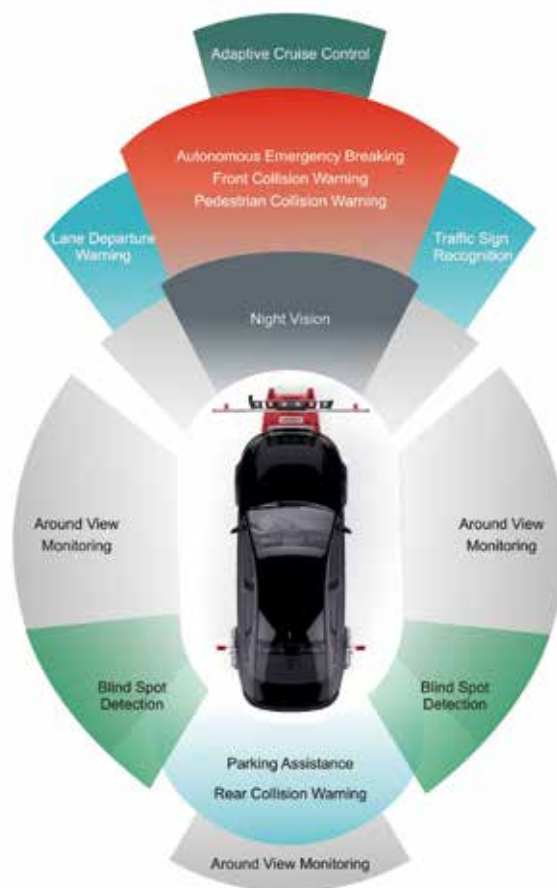 Adaptive Cruise Control
Autonomous Emergency Breaking
Front Collision Warning
Pedestrian Collision Warning
Lane Departure
Warning
Traffic Sign
Recognition
Night Vision
Around View
Monitoring
Around View
Monitoring
Blind Spot
Detection
Blind Spot
Detection
Parking Assistance
Rear Collision Warning
Around View Monitoring